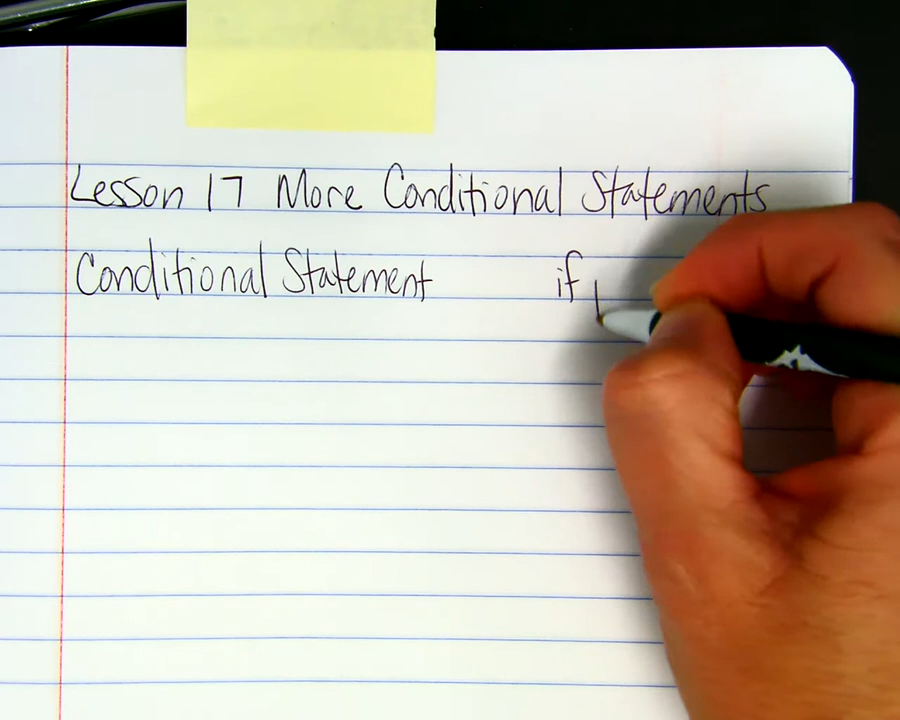 Lesson 17 More Conditional Statements
Conditional Statement if